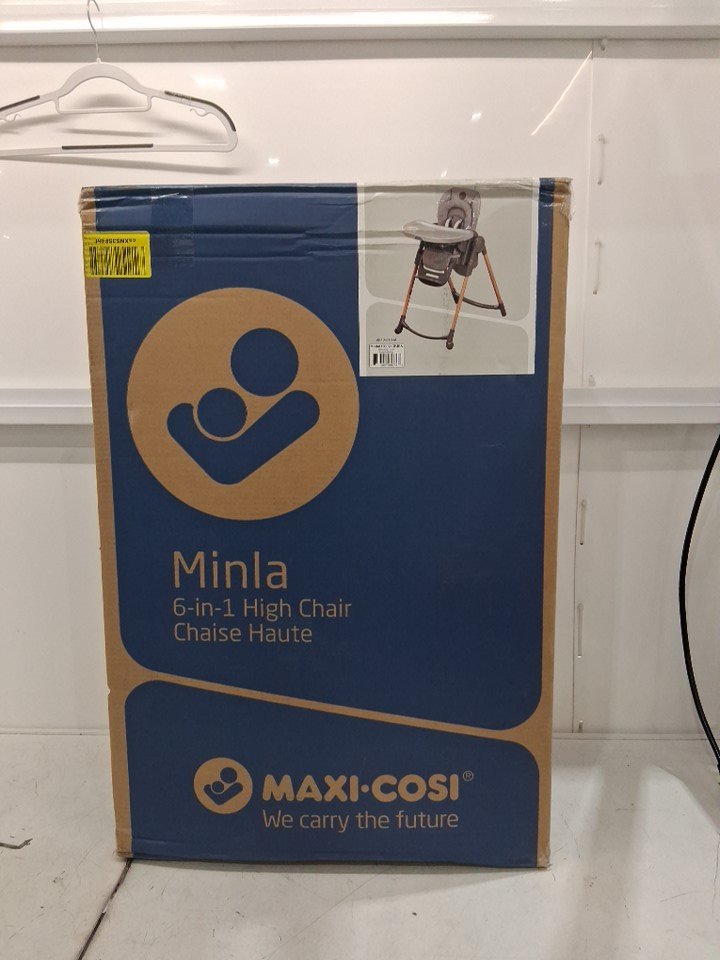 Minla
6-in-1 High Chair
Chaise Haute
MAXI·COSI®
We carry the future